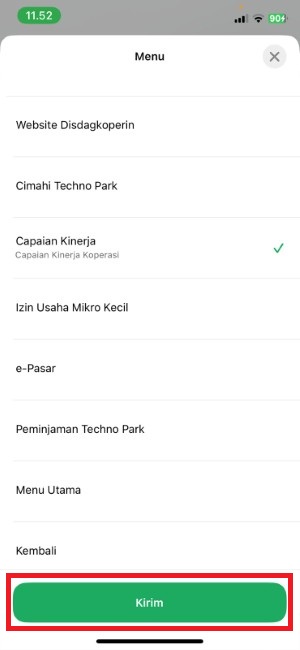 11.52
90
Menu
Website Disdagkoperin
Cimahi Techno Park
Capaian Kinerja
Capaian Kinerja Koperasi
Izin Usaha Mikro Kecil
e-Pasar
Peminjaman Techno Park
Menu Utama
Kembali
Kirim